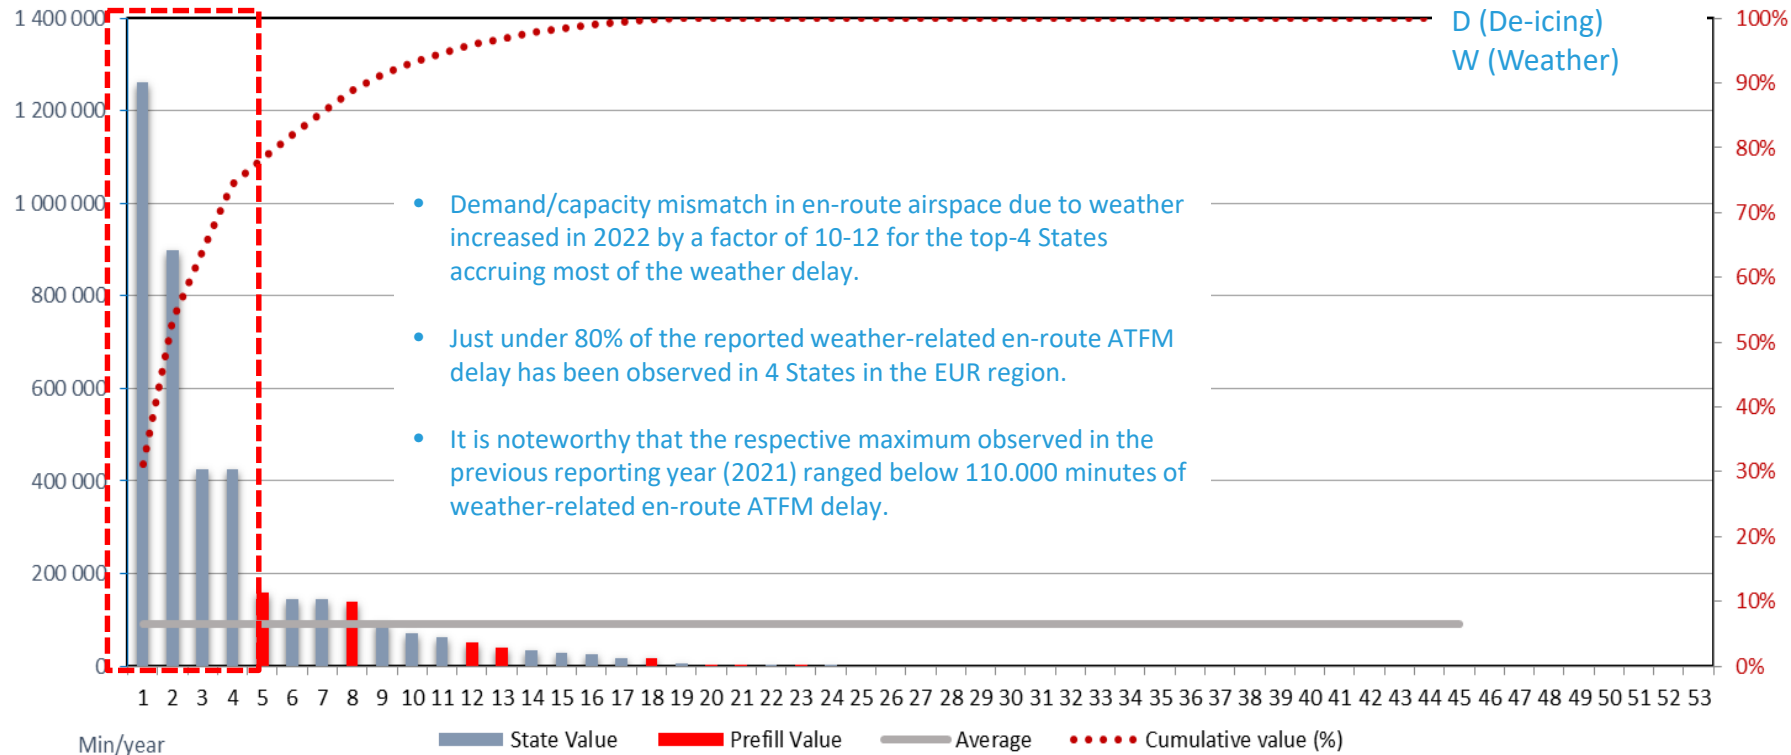 1 400 000
1 200 000
1 000 000
800 000
600 000
400 000
200 000
0
100%
90%
80%
70%
60%
50%
40%
30%
20%
10%
0%
D (De-icing)
W (Weather)
• Demand/capacity mismatch in en-route airspace due to weather
increased in 2022 by a factor of 10-12 for the top-4 States
accruing most of the weather delay.
• Just under 80% of the reported weather-related en-route ATFM
delay has been observed in 4 States in the EUR region.
• It is noteworthy that the respective maximum observed in the
previous reporting year (2021) ranged below 110.000 minutes of
weather-related en-route ATFM delay.
1 2 3 4 5 6 7 8 9 10 11 12 13 14 15 16 17 18 19 20 21 22 23 24 25 26 27 28 29 30 31 32 33 34 35 36 37 38 39 40 41 42 43 44 45 46 47 48 49 50 51 52 53
Min/year
State Value Prefill Value Average Cumulative value (%)